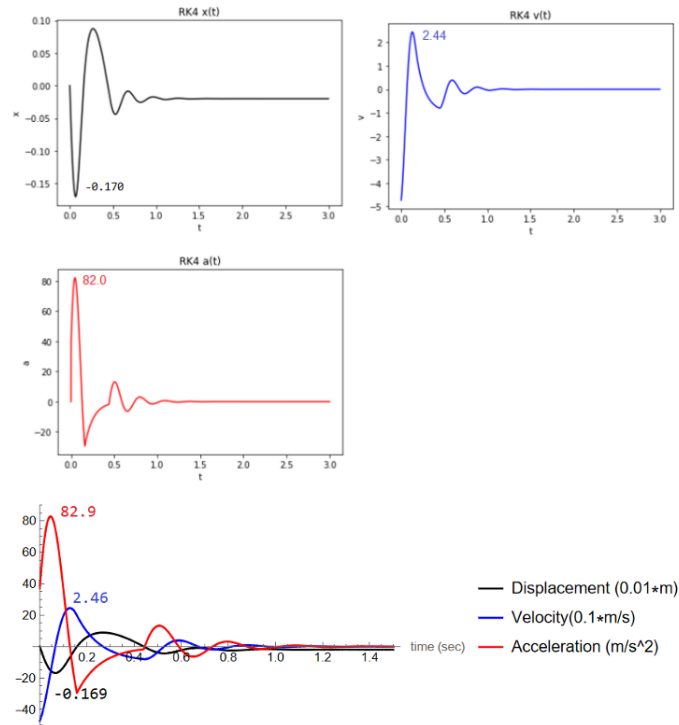 RK4 x(t)
0.10
0.05
0.00
−0.05
−0.10
−0.15
x
-0.170
0.0 0.5 1.0 1.5 2.0 2.5 3.0
t
RK4 v(t)
2
1
0
−1
−2
−3
−4
−5
v
2.44
0.0 0.5 1.0 1.5 2.0 2.5 3.0
t
RK4 a(t)
80
60
40
20
0
−20
a
82.0
0.0 0.5 1.0 1.5 2.0 2.5 3.0
t
82.9
80
60
40
2.46
20
0.2 0.4 0.6 0.8 1.0 1.2 1.4
time (sec)
-20
-0.169
-40
Displacement (0.01*m)
Velocity(0.1*m/s)
Acceleration (m/s^2)